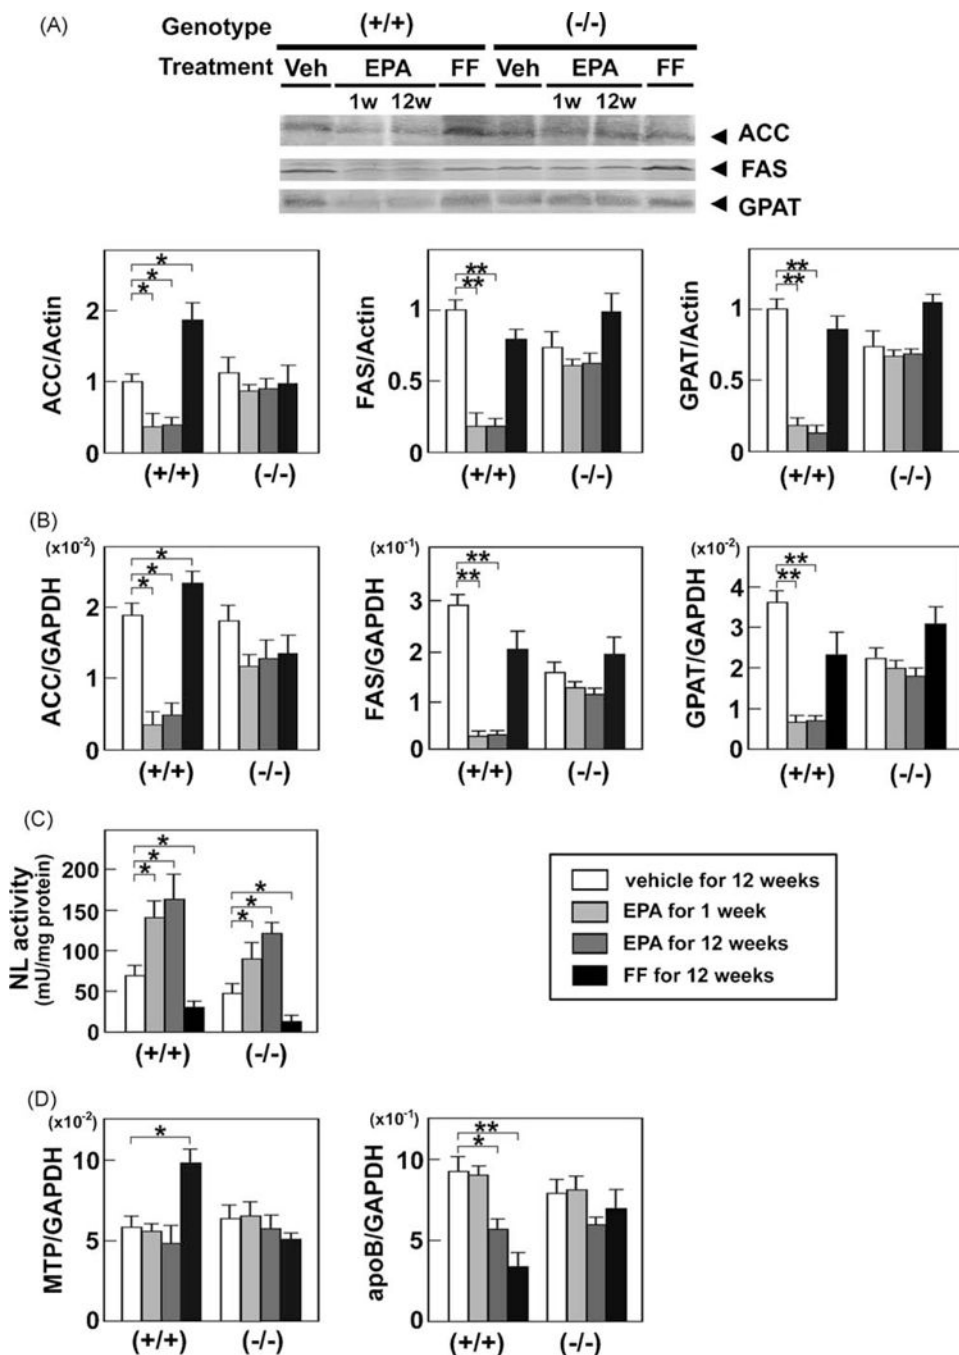 (A)
Genotype (+/+) (-/-)
Treatment Veh EPA FF Veh EPA FF
1w 12w 1w 12w
◄ ACC
◄ FAS
◄ GPAT
ACC/Actin
2
1
0
* * *
(+/+) (-/-)
FAS/Actin
1
0.5
0
** **
(+/+) (-/-)
GPAT/Actin
1
0.5
0
** **
(+/+) (-/-)
(B)
(x10⁻²)
ACC/GAPDH
2
1
0
* * *
(+/+) (-/-)
(x10⁻¹)
FAS/GAPDH
3
2
1
0
** **
(+/+) (-/-)
(x10⁻²)
GPAT/GAPDH
4
3
2
1
0
** **
(+/+) (-/-)
(C)
NL activity
(mU/mg protein)
200
150
100
50
0
* * *
* * *
(+/+) (-/-)
vehicle for 12 weeks
EPA for 1 week
EPA for 12 weeks
FF for 12 weeks
(D)
(x10⁻²)
MTP/GAPDH
10
5
0
*
(+/+) (-/-)
(x10⁻¹)
apoB/GAPDH
10
5
0
** *
(+/+) (-/-)